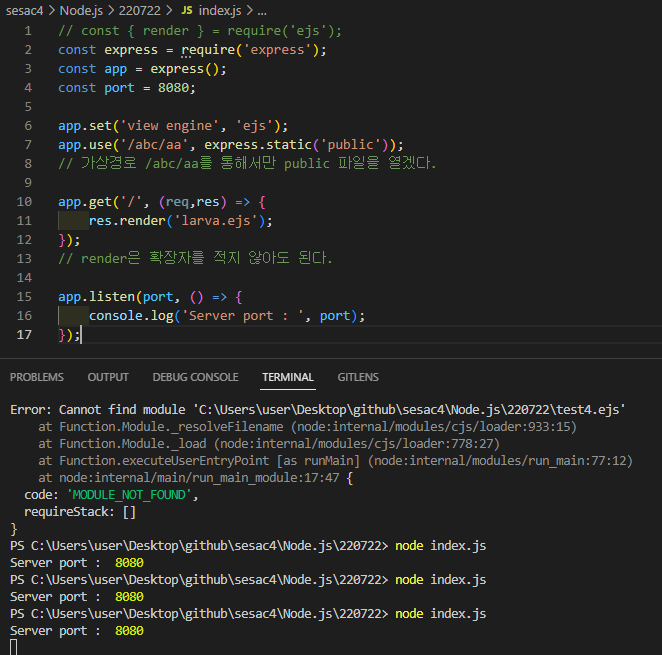 sesac4 > Node.js > 220722 > JS index.js > ...
1 // const { render } = require('ejs');
2 const express = require('express');
3 const app = express();
4 const port = 8080;
5
6 app.set('view engine', 'ejs');
7 app.use('/abc/aa', express.static('public'));
8 // 가상경로 /abc/aa를 통해서만 public 파일을 열겠다.
9
10 app.get('/', (req,res) => {
11     res.render('larva.ejs');
12 });
13 // render은 확장자를 적지 않아도 된다.
14
15 app.listen(port, () => {
16     console.log('Server port : ', port);
17 });
PROBLEMS OUTPUT DEBUG CONSOLE TERMINAL GITLENS
Error: Cannot find module 'C:\Users\user\Desktop\github\sesac4\Node.js\220722\test4.ejs'
    at Function.Module._resolveFilename (node:internal/modules/cjs/loader:933:15)
    at Function.Module._load (node:internal/modules/cjs/loader:778:27)
    at Function.executeUserEntryPoint [as runMain] (node:internal/modules/run_main:77:12)
    at node:internal/main/run_main_module:17:47 {
  code: 'MODULE_NOT_FOUND',
  requireStack: []
}
PS C:\Users\user\Desktop\github\sesac4\Node.js\220722> node index.js
Server port :  8080
PS C:\Users\user\Desktop\github\sesac4\Node.js\220722> node index.js
Server port :  8080
PS C:\Users\user\Desktop\github\sesac4\Node.js\220722> node index.js
Server port :  8080